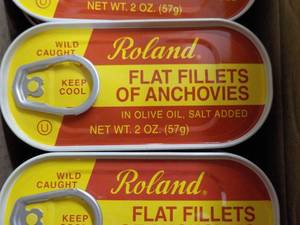 NET WT. 2 OZ. (57g)
WILD
CAUGHT
Roland®
KEEP
COOL
FLAT FILLETS
OF ANCHOVIES
IN OLIVE OIL, SALT ADDED
NET WT. 2 OZ. (57g)
U
WILD
CAUGHT
Roland®
KEEP
FLAT FILLETS